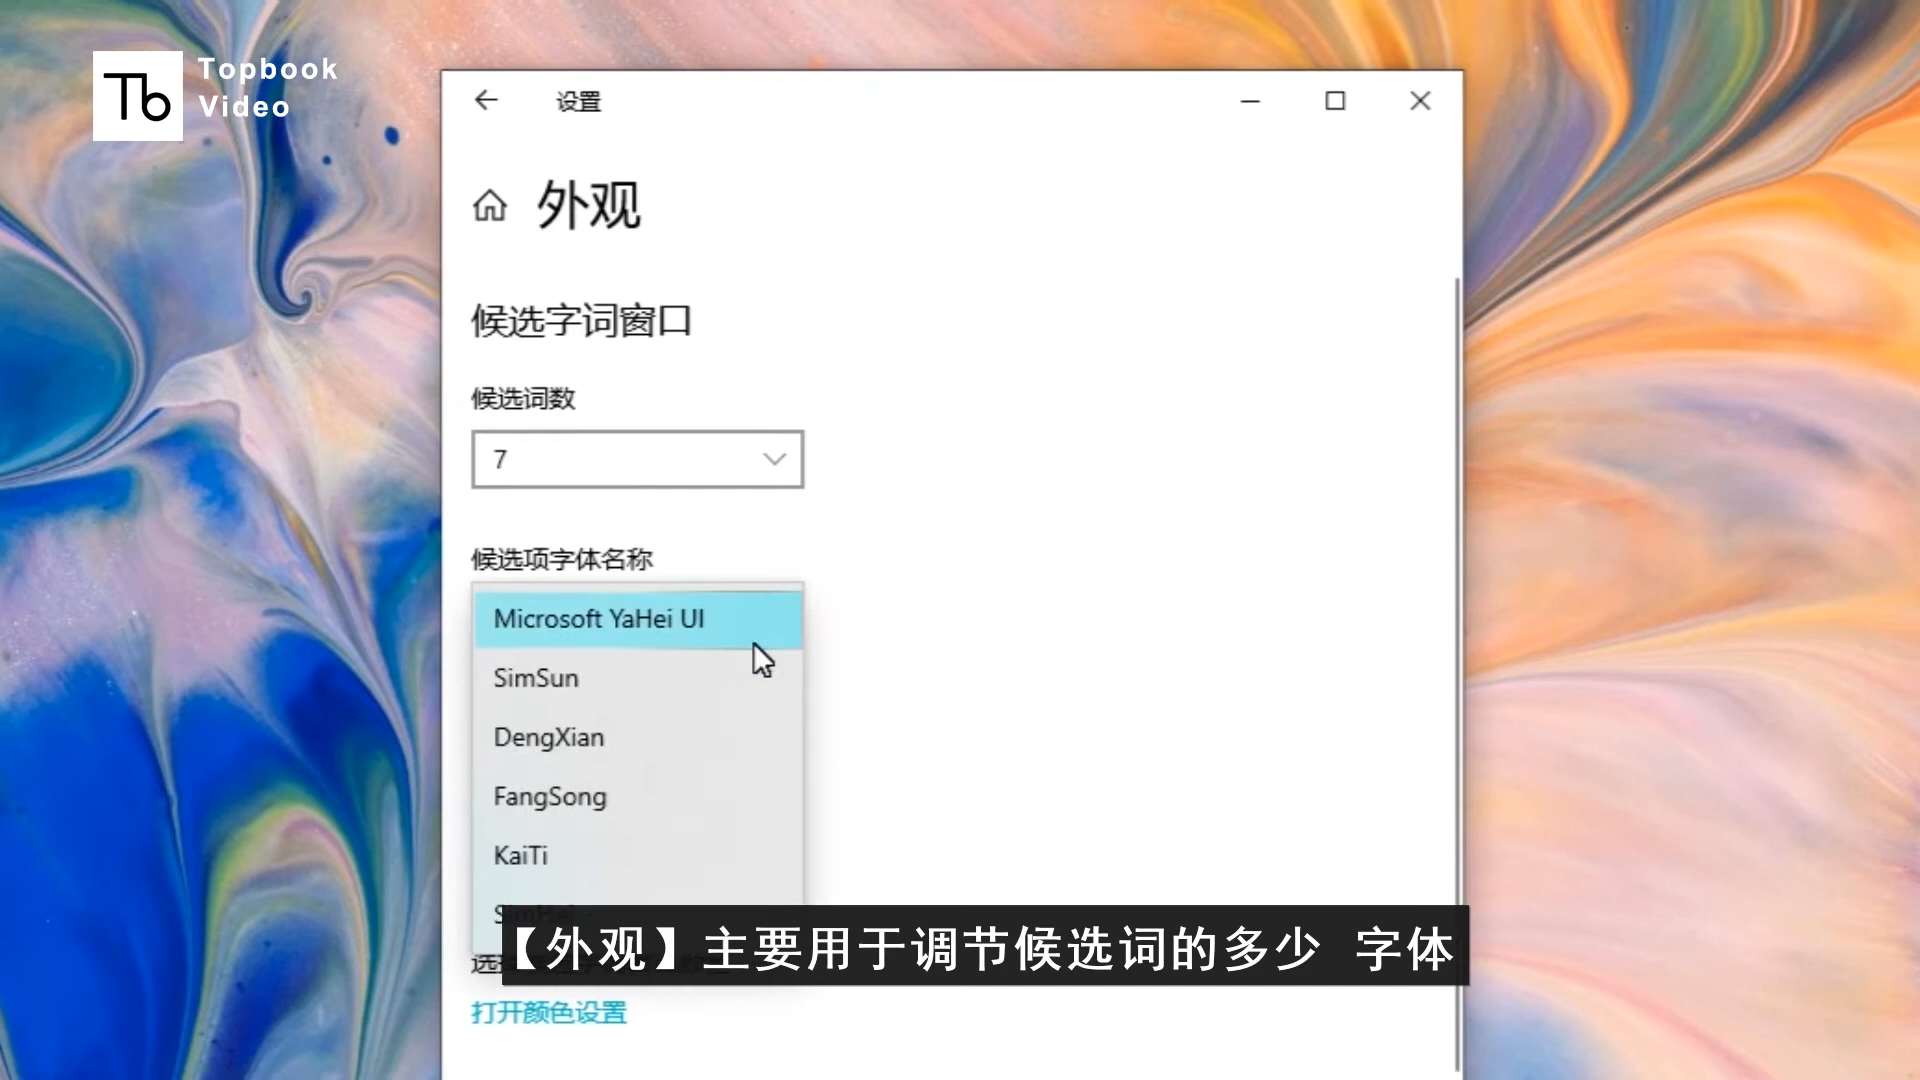 Tb
Topbook
Video
设置
外观
候选字词窗口
候选词数
7
候选项字体名称
Microsoft YaHei UI
SimSun
DengXian
FangSong
KaiTi
SimHei
【外观】主要用于调节候选词的多少 字体
打开颜色设置